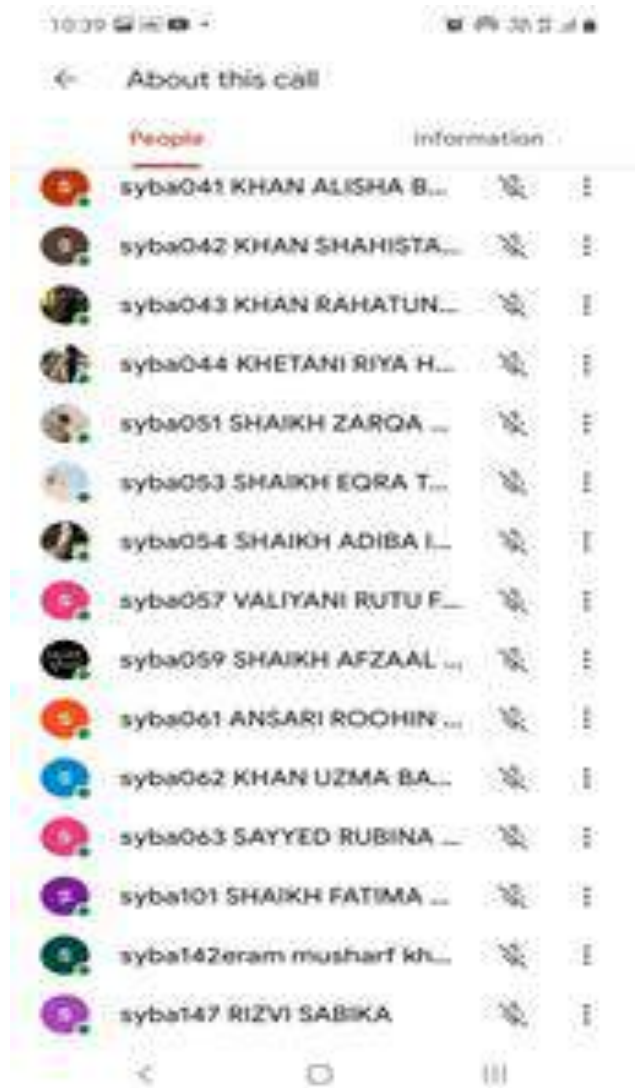 10:39
About this call
People
Information
syba041 KHAN ALISHA B...
syba042 KHAN SHAHISTA...
syba043 KHAN RAHATUN...
syba044 KHETANI RIYA H...
syba051 SHAIKH ZARQA ...
syba053 SHAIKH EQRA T...
syba054 SHAIKH ADIBA I...
syba057 VALIYANI RUTU F...
syba059 SHAIKH AFZAAL ...
syba061 ANSARI ROOHIN ...
syba062 KHAN UZMA BA...
syba063 SAYYED RUBINA ...
syba101 SHAIKH FATIMA ...
syba142eram musharf kh...
syba147 RIZVI SABIKA